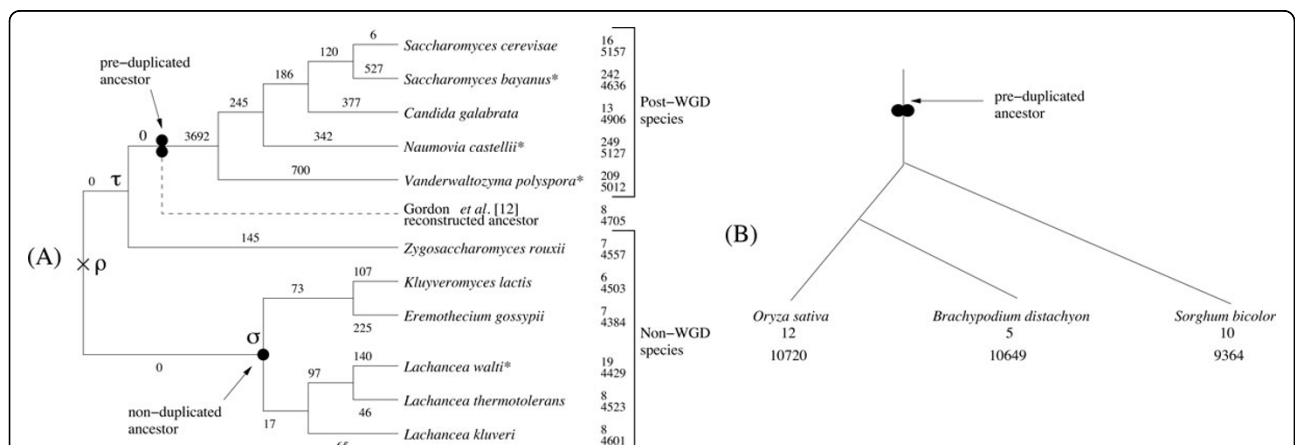 6
Saccharomyces cerevisae
16
5157
120
pre–duplicated
ancestor
527
Saccharomyces bayanus*
242
4636
186
377
Candida galabrata
13
4906
Post–WGD
species
245
0
3692
342
Naumovia castellii*
249
5127
700
Vanderwaltozyma polyspora*
209
5012
0
τ
Gordon et al. [12]
reconstructed ancestor
8
4705
145
Zygosaccharomyces rouxii
7
4557
(A)
ρ
107
Kluyveromyces lactis
6
4503
73
225
Eremothecium gossypii
7
4384
Non–WGD
species
σ
0
140
Lachancea walti*
19
4429
97
non–duplicated
ancestor
46
Lachancea thermotolerans
8
4523
17
Lachancea kluveri
8
4601
pre–duplicated
ancestor
(B)
Oryza sativa Brachypodium distachyon Sorghum bicolor
12 5 10
10720 10649 9364